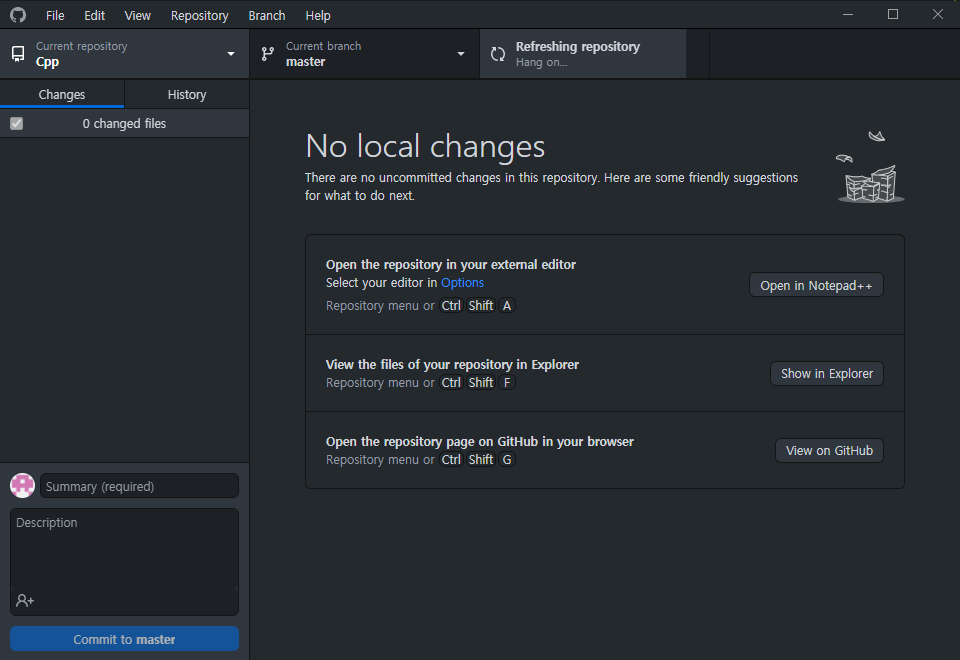 File Edit View Repository Branch Help
Current repository
Cpp
Current branch
master
Refreshing repository
Hang on...
Changes History
0 changed files
No local changes
There are no uncommitted changes in this repository. Here are some friendly suggestions
for what to do next.
Open the repository in your external editor
Select your editor in Options
Repository menu or Ctrl Shift A
Open in Notepad++
View the files of your repository in Explorer
Repository menu or Ctrl Shift F
Show in Explorer
Open the repository page on GitHub in your browser
Repository menu or Ctrl Shift G
View on GitHub
Summary (required)
Description
Commit to master